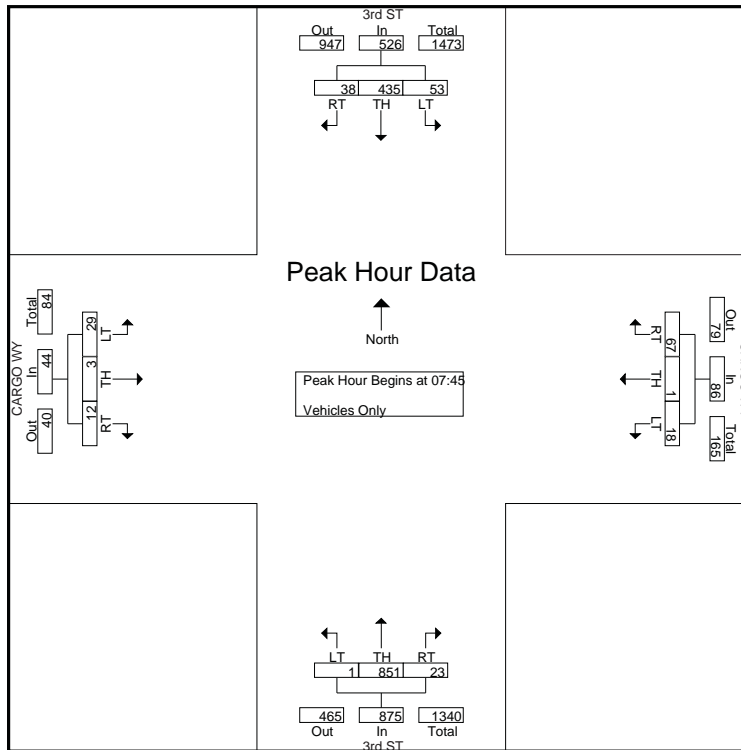 3rd ST
Out In Total
947 526 1473
38 435 53
RT TH LT
Peak Hour Data
North
Peak Hour Begins at 07:45
Vehicles Only
CARGO WY
Total In Out
84 44 40
29 3 12
LT TH RT
RT TH LT
67 1 18
Out In Total
79 86 165
LT TH RT
1 851 23
465 875 1340
Out In Total
3rd ST